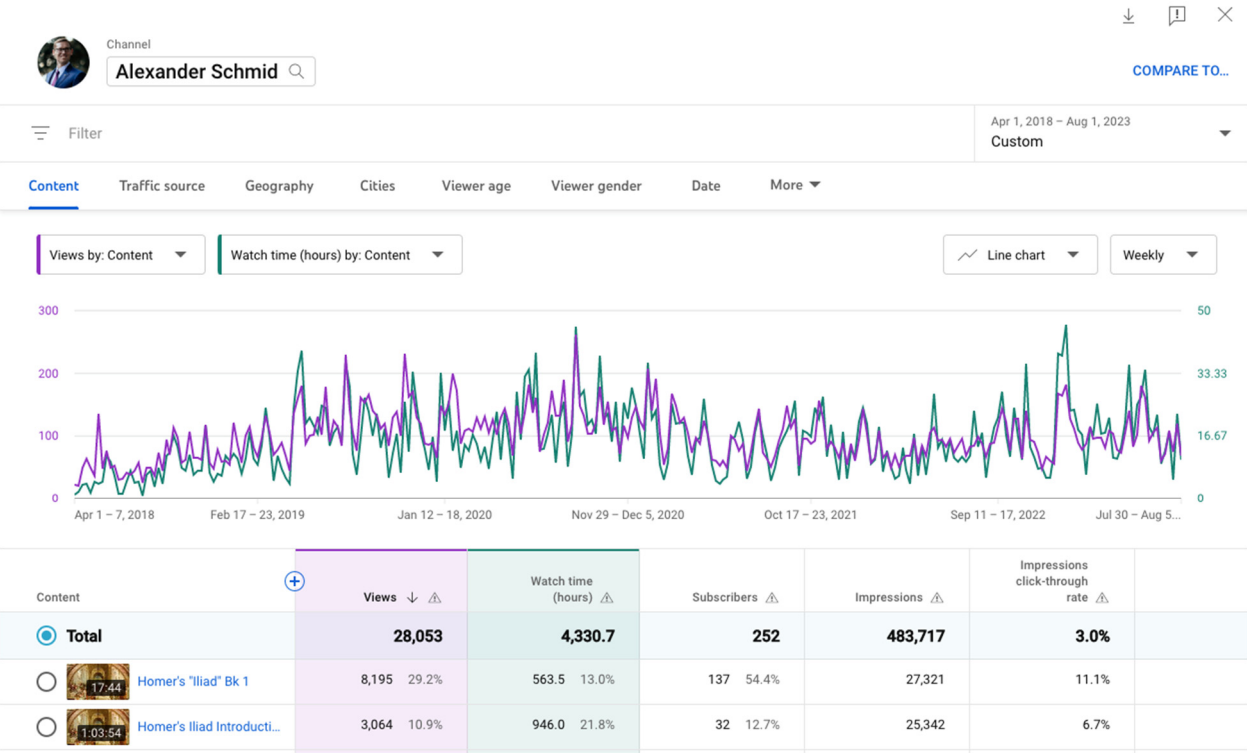 Channel
Alexander Schmid
COMPARE TO...
Filter
Apr 1, 2018 – Aug 1, 2023
Custom
Content Traffic source Geography Cities Viewer age Viewer gender Date More
Views by: Content Watch time (hours) by: Content Line chart Weekly
300 50
200 33.33
100 16.67
0 0
Apr 1 – 7, 2018 Feb 17 – 23, 2019 Jan 12 – 18, 2020 Nov 29 – Dec 5, 2020 Oct 17 – 23, 2021 Sep 11 – 17, 2022 Jul 30 – Aug 5...
Impressions
Watch time click-through
Content Views (hours) Subscribers Impressions rate
Total 28,053 4,330.7 252 483,717 3.0%
17:44 Homer's "Iliad" Bk 1 8,195 29.2% 563.5 13.0% 137 54.4% 27,321 11.1%
1:03:54 Homer's Iliad Introducti... 3,064 10.9% 946.0 21.8% 32 12.7% 25,342 6.7%